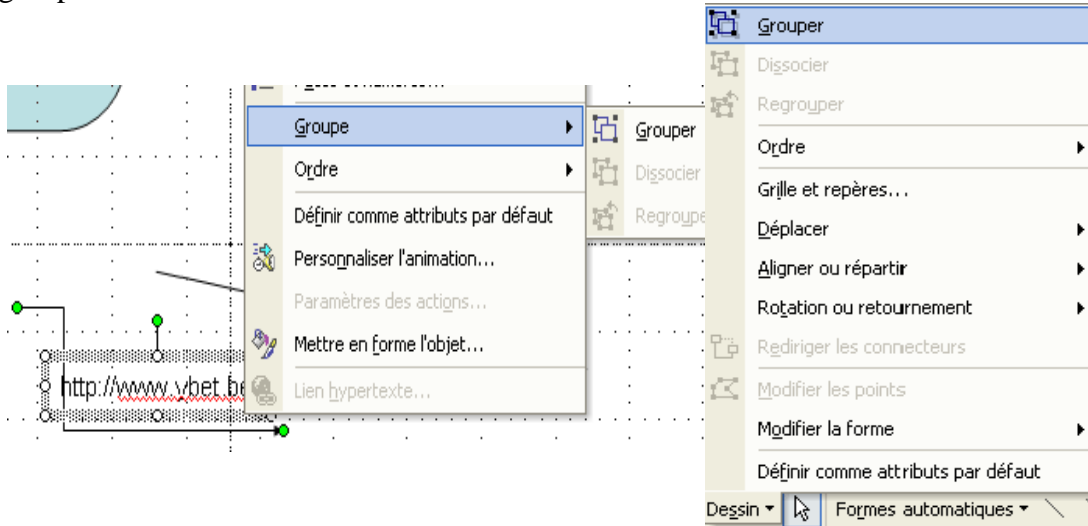 Groupe
Ordre
Définir comme attributs par défaut
Personnaliser l'animation...
Paramètres des actions...
Mettre en forme l'objet...
Lien hypertexte...
Grouper
Dissocier
Regroupe
http://www.ybet.be
Grouper
Dissocier
Regrouper
Ordre
Grille et repères...
Déplacer
Aligner ou répartir
Rotation ou retournement
Rediriger les connecteurs
Modifier les points
Modifier la forme
Définir comme attributs par défaut
Dessin
Formes automatiques